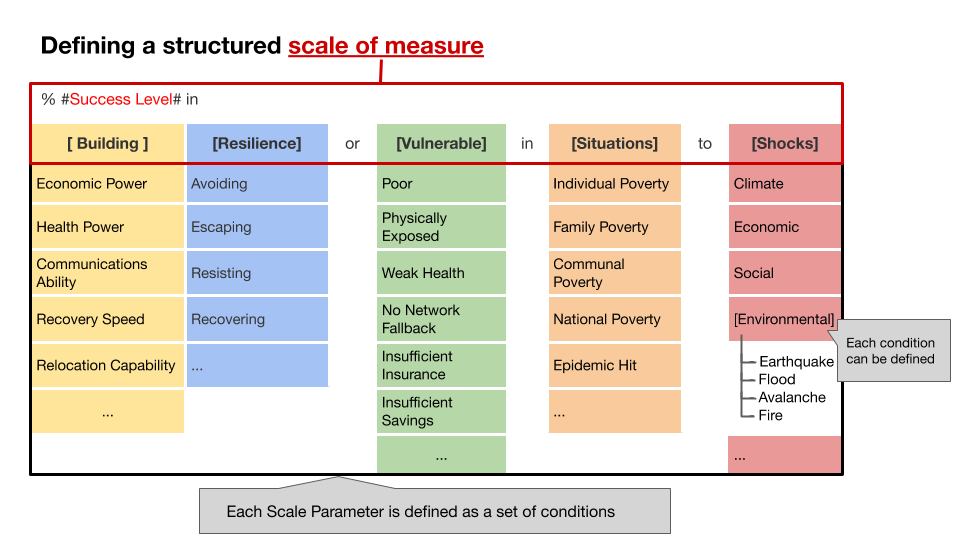 Defining a structured scale of measure
% #Success Level# in
[ Building ] [Resilience] or [Vulnerable] in [Situations] to [Shocks]
Economic Power Avoiding Poor Individual Poverty Climate
Health Power Escaping Physically Exposed Family Poverty Economic
Communications Ability Resisting Weak Health Communal Poverty Social
Recovery Speed Recovering No Network Fallback National Poverty [Environmental]
Each condition
can be defined
Relocation Capability ... Insufficient Insurance Epidemic Hit
Earthquake
Flood
Avalanche
Fire
... Insufficient Savings ...
... ...
Each Scale Parameter is defined as a set of conditions